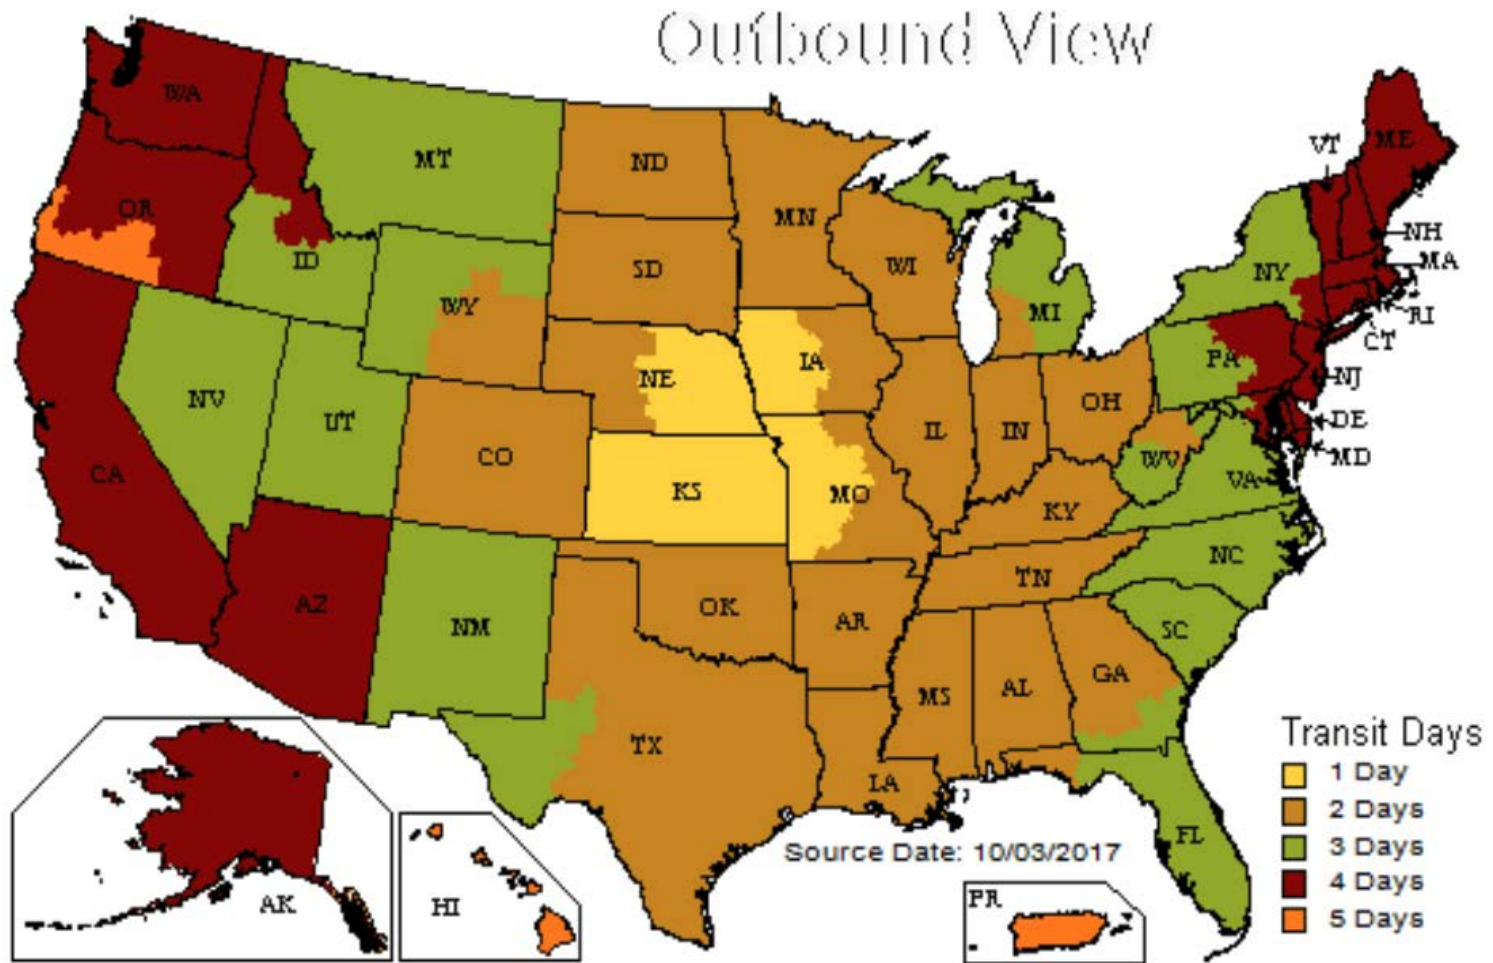 Outbound View
WA
MT
ND
MN
VT
ME
OR
ID
WY
SD
WI
MI
NY
NH
MA
RI
CT
NV
UT
CO
NE
IA
IL
IN
OH
PA
NJ
DE
MD
CA
KS
MO
KY
WV
VA
AZ
NM
OK
AR
TN
NC
SC
TX
LA
MS
AL
GA
FL
AK
HI
PR
Source Date: 10/03/2017
Transit Days
1 Day
2 Days
3 Days
4 Days
5 Days